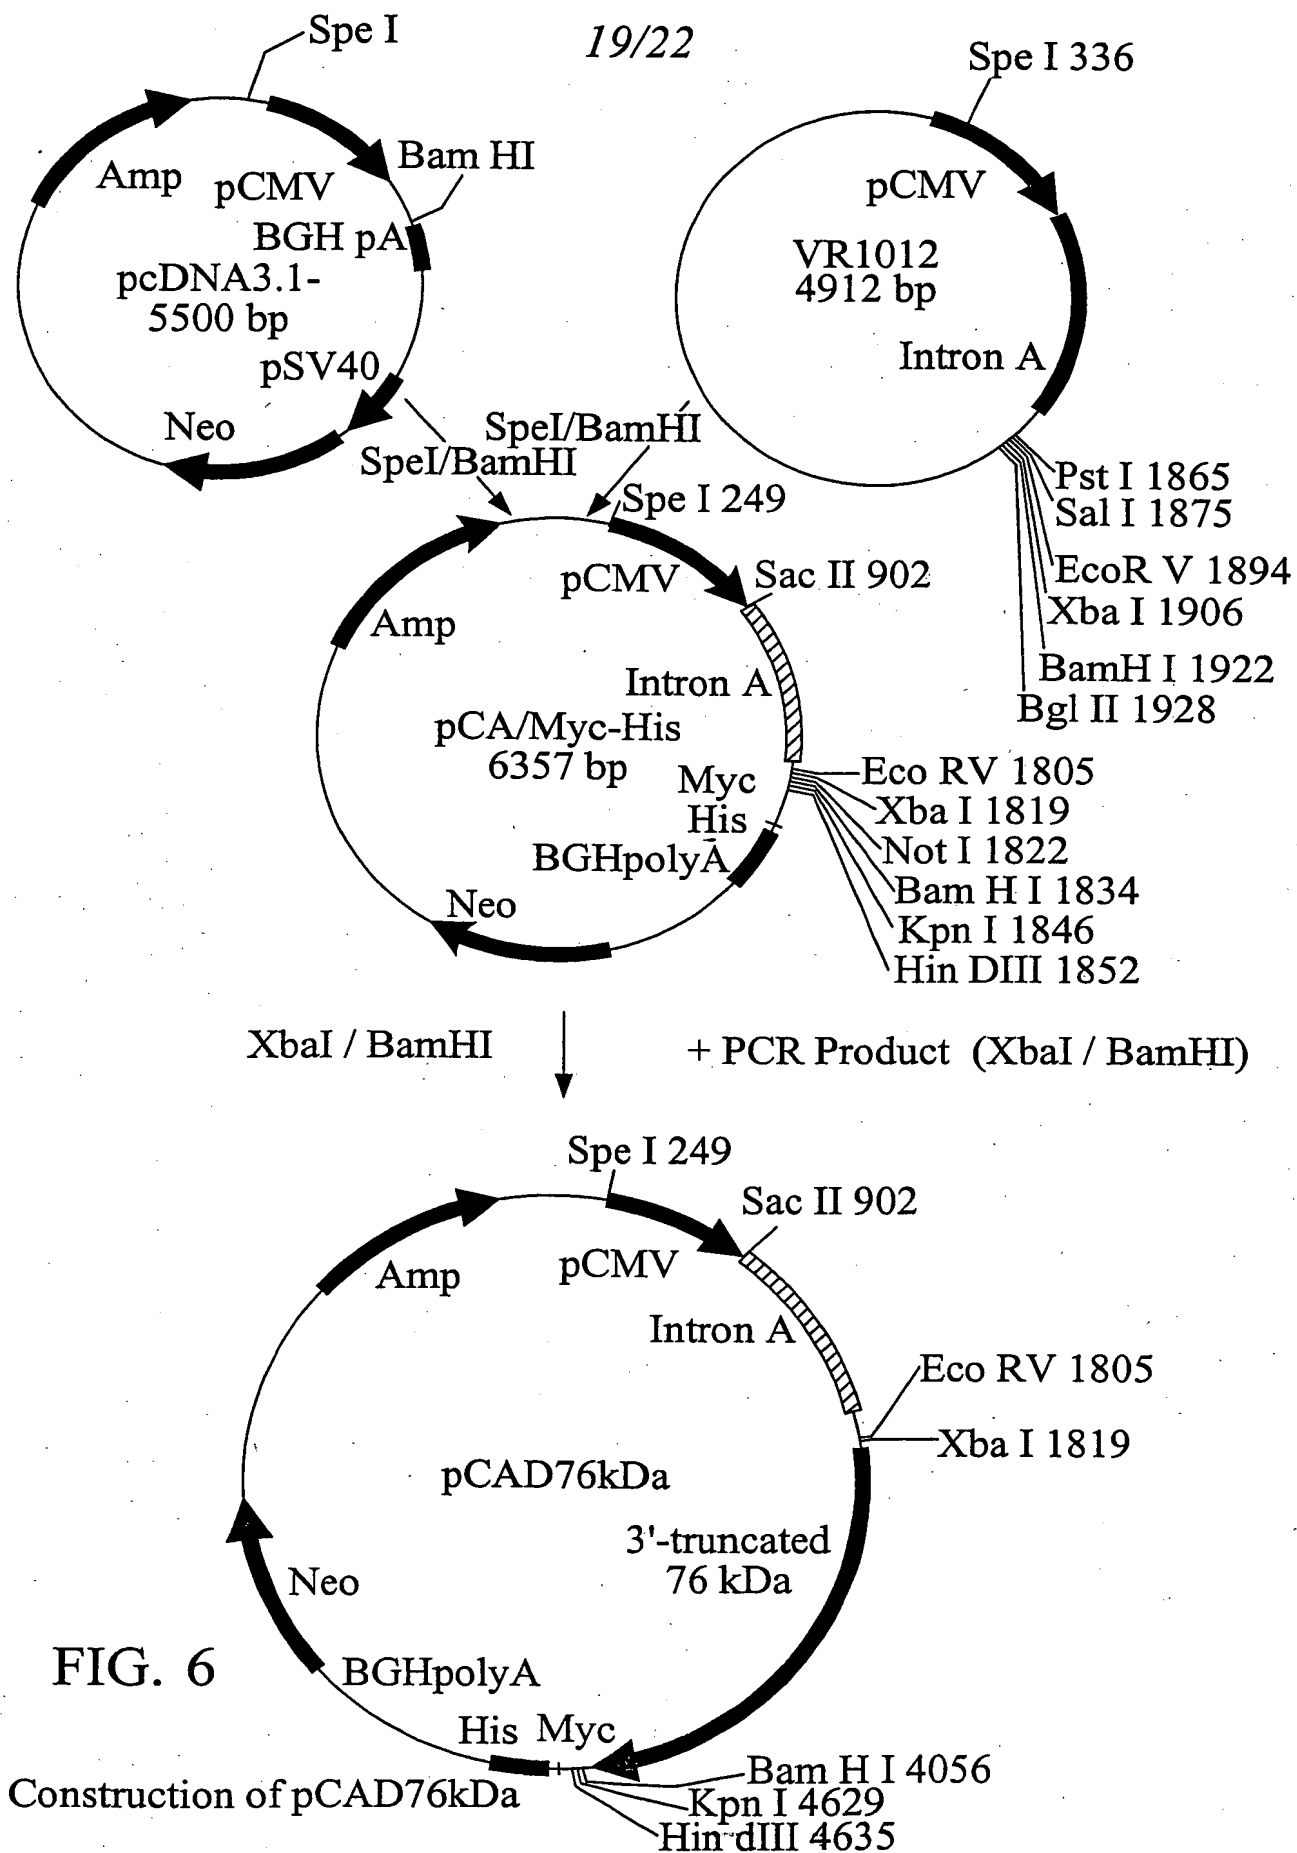 19/22
Spe I
Amp
pCMV
Bam HI
BGH pA
pcDNA3.1-
5500 bp
pSV40
Neo
Spe I 336
pCMV
VR1012
4912 bp
Intron A
Pst I 1865
Sal I 1875
EcoR V 1894
Xba I 1906
BamH I 1922
Bgl II 1928
SpeI/BamHI
SpeI/BamHI
Spe I 249
pCMV
Sac II 902
Amp
Intron A
pCA/Myc-His
6357 bp
Myc
His
BGHpolyA
Neo
Eco RV 1805
Xba I 1819
Not I 1822
Bam H I 1834
Kpn I 1846
Hin DIII 1852
XbaI / BamHI
+ PCR Product (XbaI / BamHI)
Spe I 249
Sac II 902
Amp
pCMV
Intron A
Eco RV 1805
Xba I 1819
pCAD76kDa
3'-truncated
76 kDa
Neo
FIG. 6
BGHpolyA
His Myc
Bam H I 4056
Kpn I 4629
Hin dIII 4635
Construction of pCAD76kDa